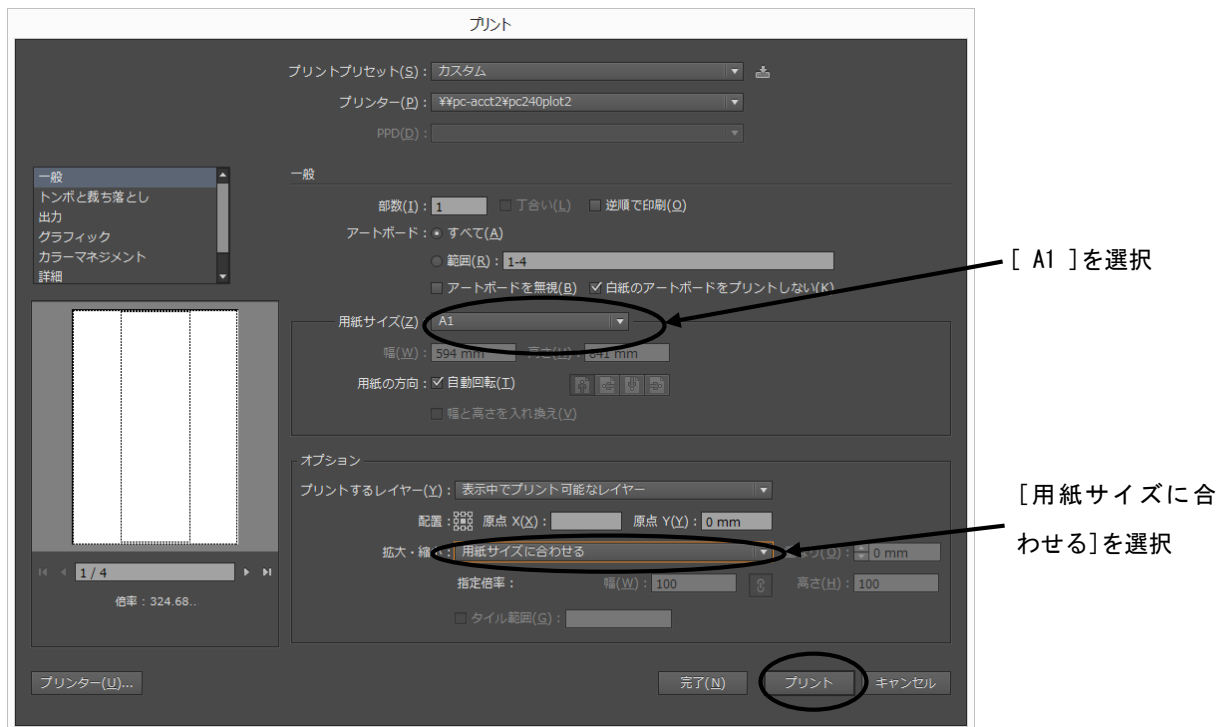 プリント
プリントプリセット(S)： カスタム
プリンター(P)： ¥¥pc-acct2¥pc240plot2
PPD(D)：
一般
トンボと裁ち落とし
出力
グラフィック
カラーマネジメント
詳細
一般
部数(I)： 1 丁合い(L) 逆順で印刷(O)
アートボード： すべて(A)
範囲(R)： 1-4
アートボードを無視(B) 白紙のアートボードをプリントしない(K)
[ A1 ]を選択
用紙サイズ(Z) A1
幅(W)： 594 mm 高さ(H)： 841 mm
用紙の方向： 自動回転(T)
幅と高さを入れ換え(V)
オプション
プリントするレイヤー(Y)： 表示中でプリント可能なレイヤー
配置： 原点 X(X)： 原点 Y(Y)： 0 mm
拡大・縮小： 用紙サイズに合わせる (O)： 0 mm
[用紙サイズに合
わせる]を選択
指定倍率： 幅(W)： 100 高さ(H)： 100
タイル範囲(G)：
1 / 4
倍率：324.68..
プリンター(U)... 完了(N) プリント キャンセル